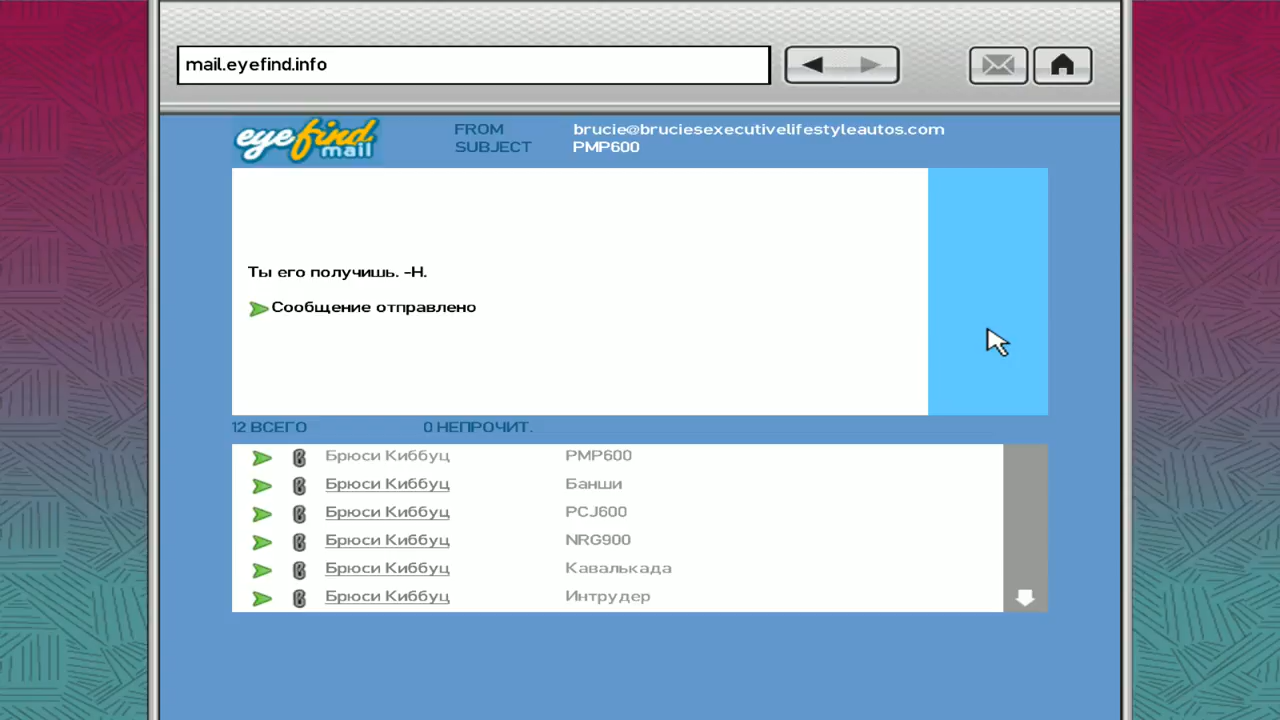 mail.eyefind.info
eyefind mail
FROM brucie@bruciesexecutivelifestyleautos.com
SUBJECT PMP600
Ты его получишь. -Н.
Сообщение отправлено
12 ВСЕГО 0 НЕПРОЧИТ.
Брюси Киббуц PMP600
Брюси Киббуц Банши
Брюси Киббуц PCJ600
Брюси Киббуц NRG900
Брюси Киббуц Кавалькада
Брюси Киббуц Интрудер